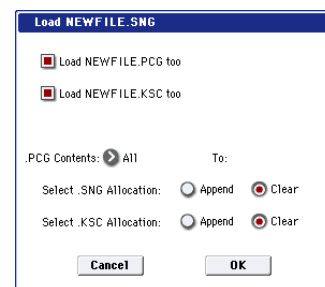 Load NEWFILE.SNG
Load NEWFILE.PCG too
Load NEWFILE.KSC too
.PCG Contents: All To:
Select .SNG Allocation: Append Clear
Select .KSC Allocation: Append Clear
Cancel OK